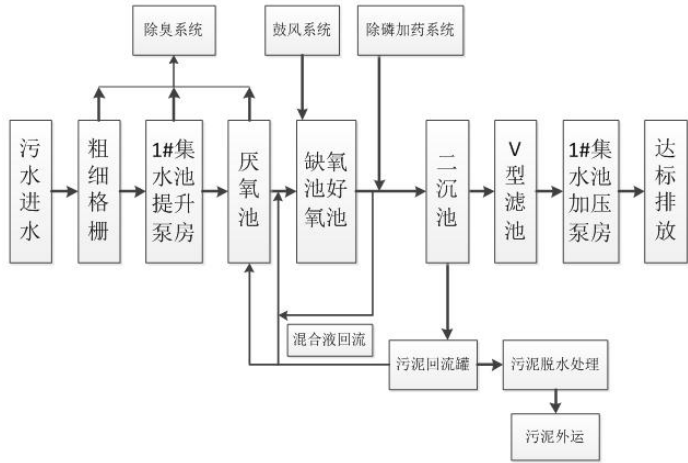 除臭系统
鼓风系统
除磷加药系统
污水进水
粗细格栅
1#集
水池
提升
泵房
厌氧池
缺氧
池好
氧池
二沉池
V型滤池
1#集
水池
加压
泵房
达标排放
混合液回流
污泥回流罐
污泥脱水处理
污泥外运